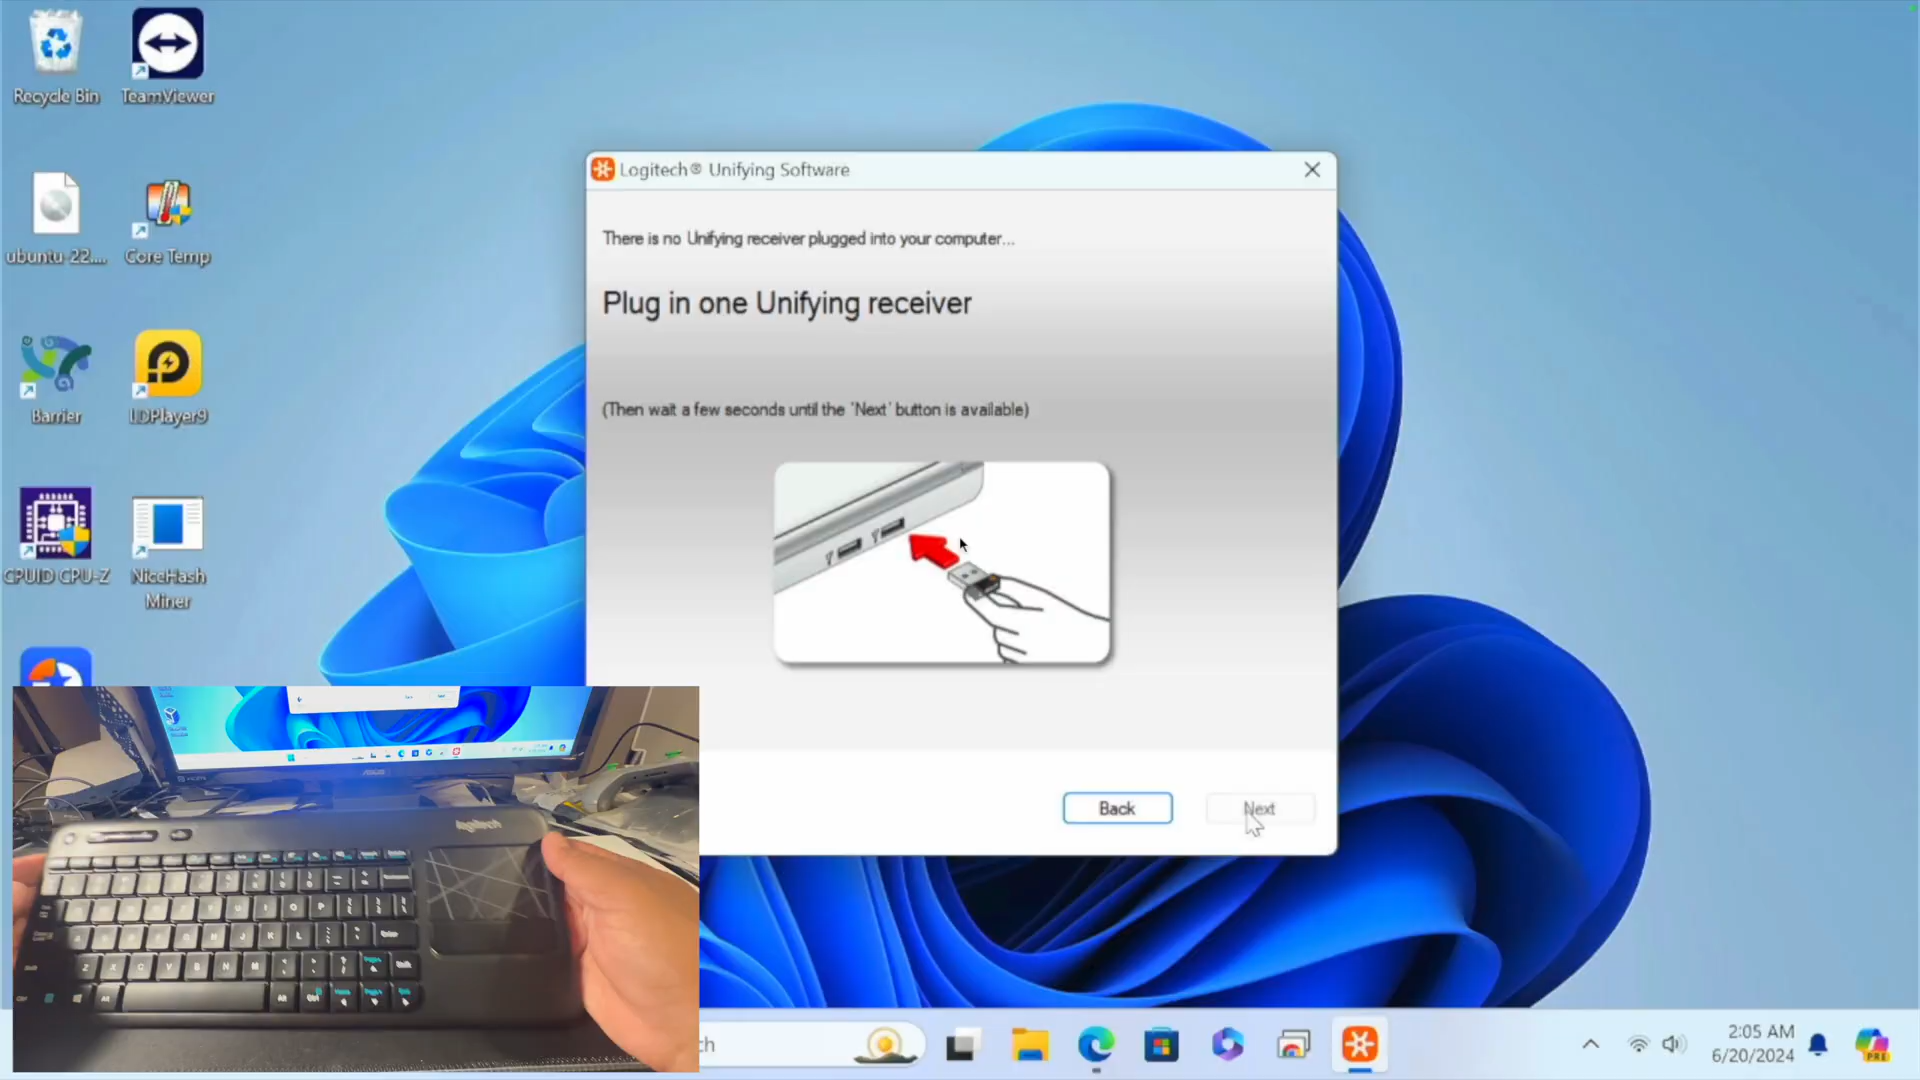 Recycle Bin
TeamViewer
ubuntu-22....
Core Temp
Barrier
LDPlayer9
CPUID CPU-Z
NiceHash
Miner
Logitech® Unifying Software
There is no Unifying receiver plugged into your computer...
Plug in one Unifying receiver
(Then wait a few seconds until the 'Next' button is available)
Back
Next
logitech
ch
2:05 AM
6/20/2024
PRE